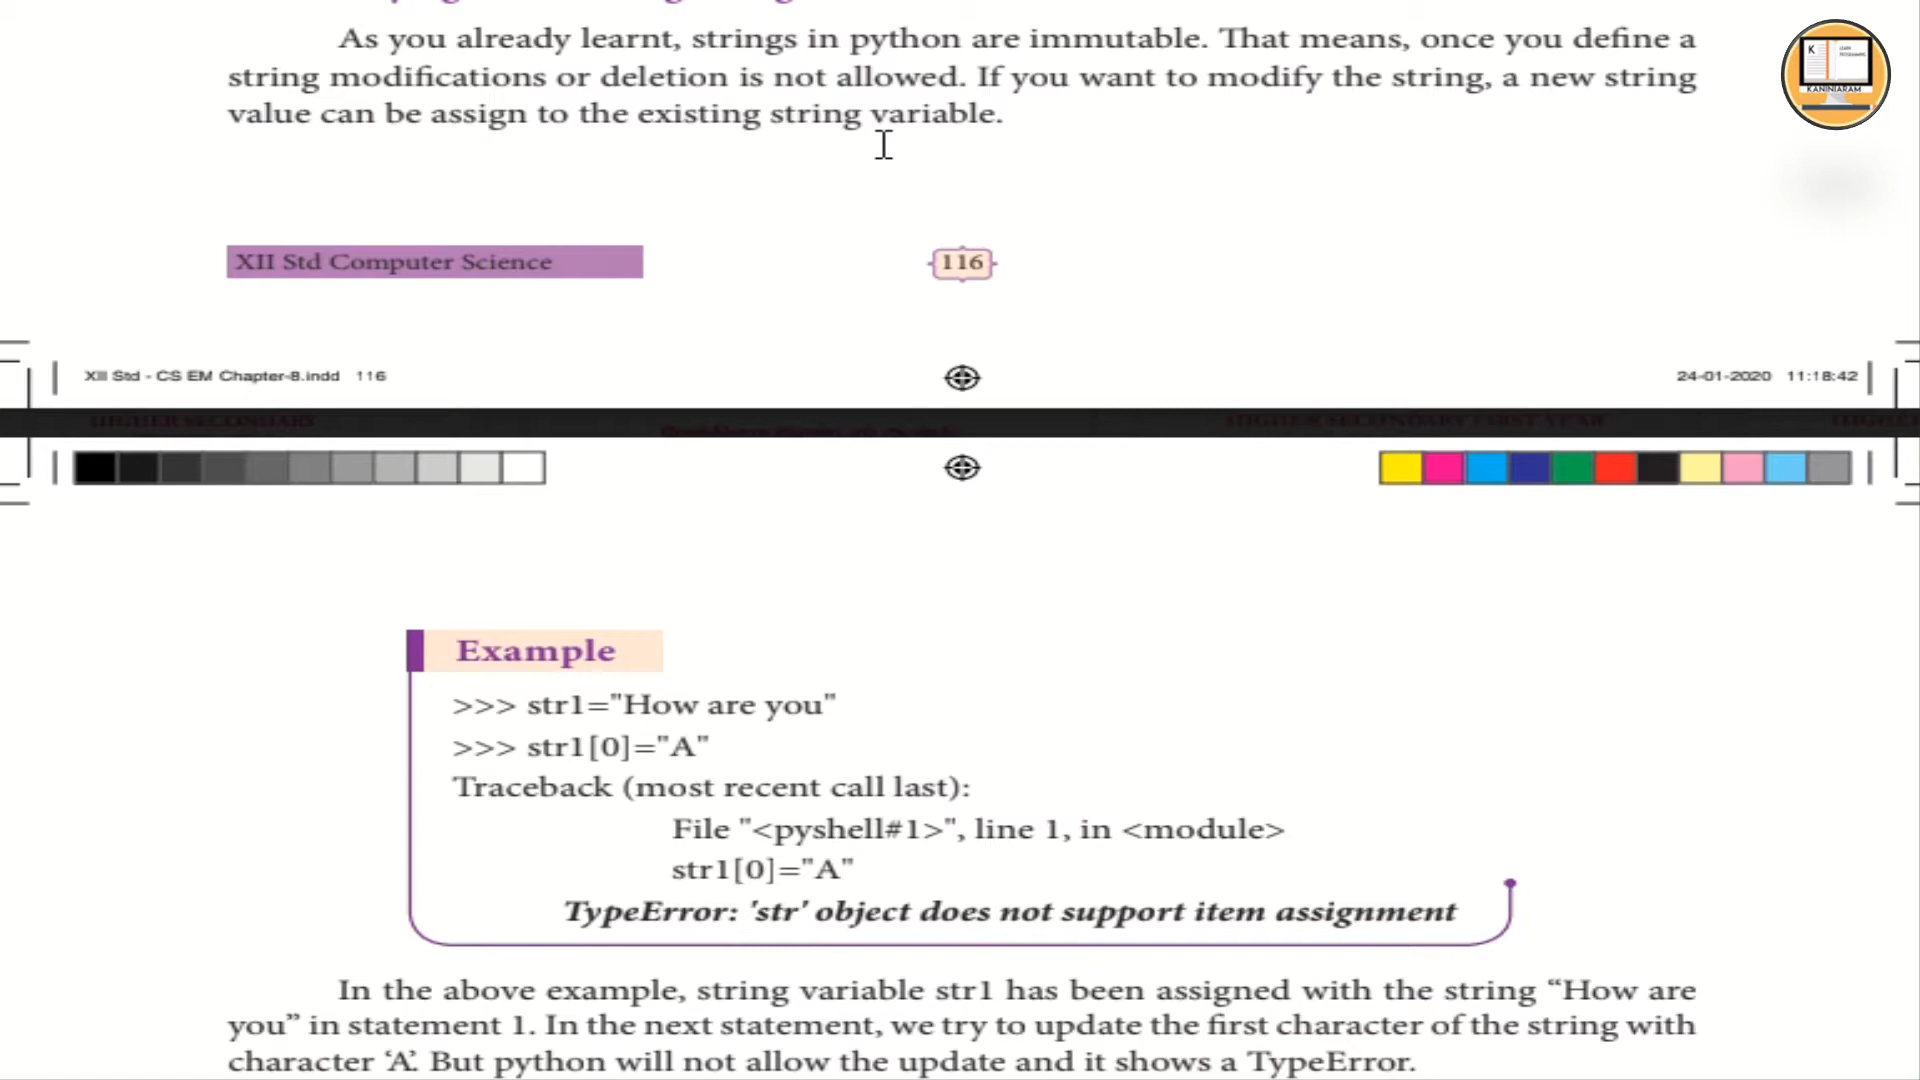 As you already learnt, strings in python are immutable. That means, once you define a
string modifications or deletion is not allowed. If you want to modify the string, a new string
value can be assign to the existing string variable.
K
KANINIARAM
XII Std Computer Science
116
XII Std - CS EM Chapter-8.indd 116
24-01-2020 11:18:42
HIGHER SECONDARY
HIGHER SECONDARY FIRST YEAR
Example
>>> str1="How are you"
>>> str1[0]="A"
Traceback (most recent call last):
File "<pyshell#1>", line 1, in <module>
str1[0]="A"
TypeError: 'str' object does not support item assignment
In the above example, string variable str1 has been assigned with the string “How are
you” in statement 1. In the next statement, we try to update the first character of the string with
character ‘A’. But python will not allow the update and it shows a TypeError.